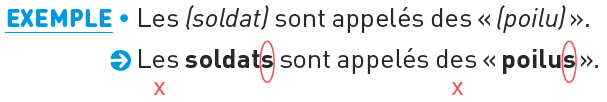 EXEMPLE • Les (soldat) sont appelés des « (poilu) ».
Les soldats sont appelés des « poilus ».
x x